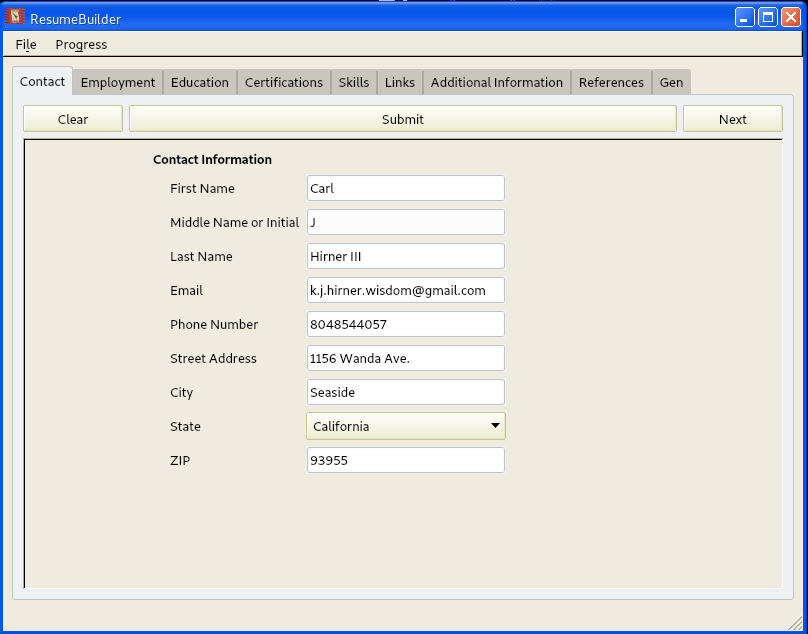 ResumeBuilder
File Progress
Contact Employment Education Certifications Skills Links Additional Information References Gen
Clear Submit Next
Contact Information
First Name Carl
Middle Name or Initial J
Last Name Hirner III
Email k.j.hirner.wisdom@gmail.com
Phone Number 8048544057
Street Address 1156 Wanda Ave.
City Seaside
State California
ZIP 93955